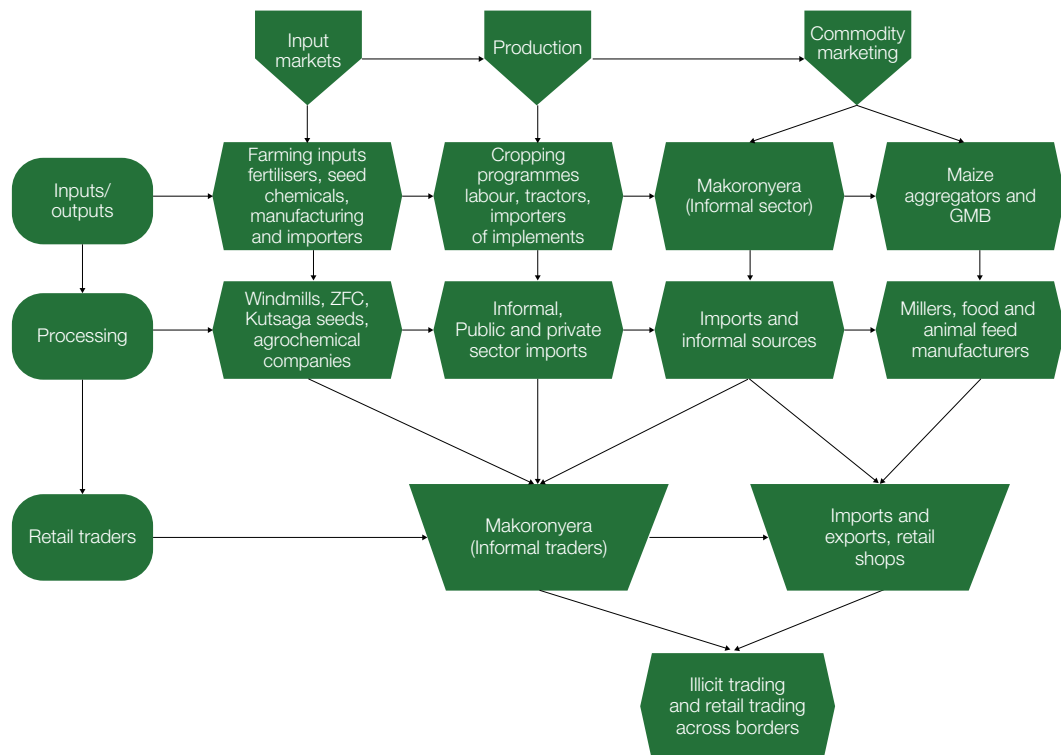 Input
markets
Production
Commodity
marketing
Inputs/
outputs
Farming inputs
fertilisers, seed
chemicals,
manufacturing
and importers
Cropping
programmes
labour, tractors,
importers
of implements
Makoronyera
(Informal sector)
Maize
aggregators and
GMB
Processing
Windmills, ZFC,
Kutsaga seeds,
agrochemical
companies
Informal,
Public and private
sector imports
Imports and
informal sources
Millers, food and
animal feed
manufacturers
Retail traders
Makoronyera
(Informal traders)
Imports and
exports, retail
shops
Illicit trading
and retail trading
across borders